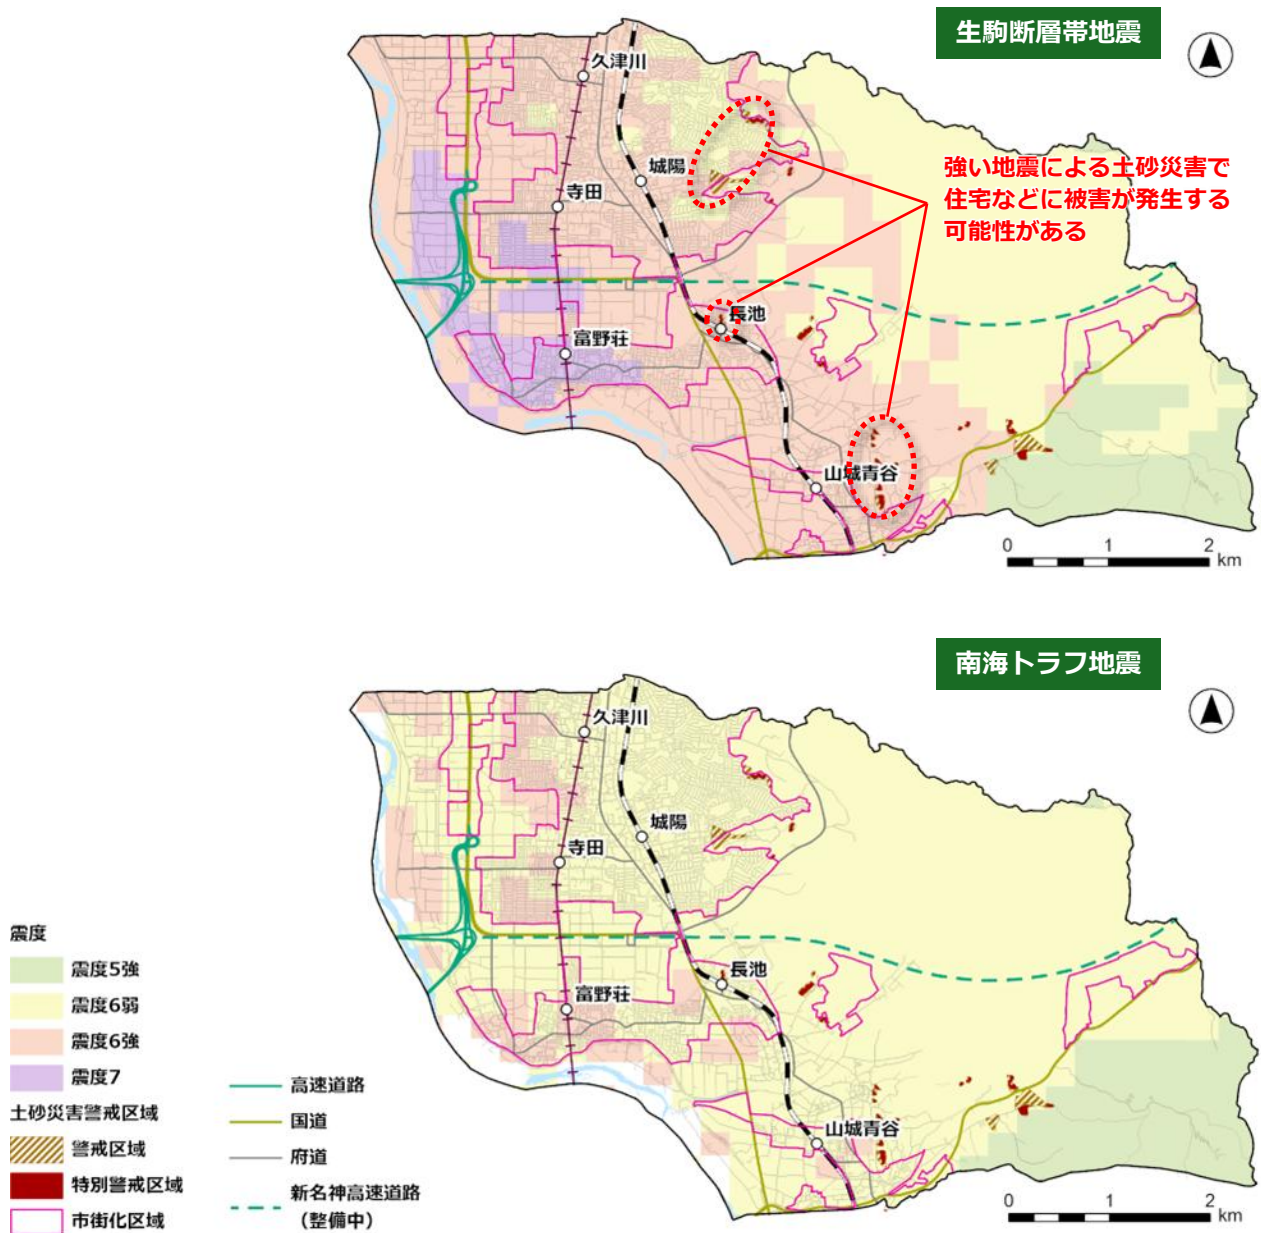 生駒断層帯地震
久津川
城陽
寺田
強い地震による土砂災害で
住宅などに被害が発生する
可能性がある
長池
富野荘
山城青谷
0 1 2
km
南海トラフ地震
久津川
城陽
寺田
長池
富野荘
山城青谷
0 1 2
km
震度
震度5強
震度6弱
震度6強
震度7
土砂災害警戒区域
警戒区域
特別警戒区域
市街化区域
高速道路
国道
府道
新名神高速道路
（整備中）